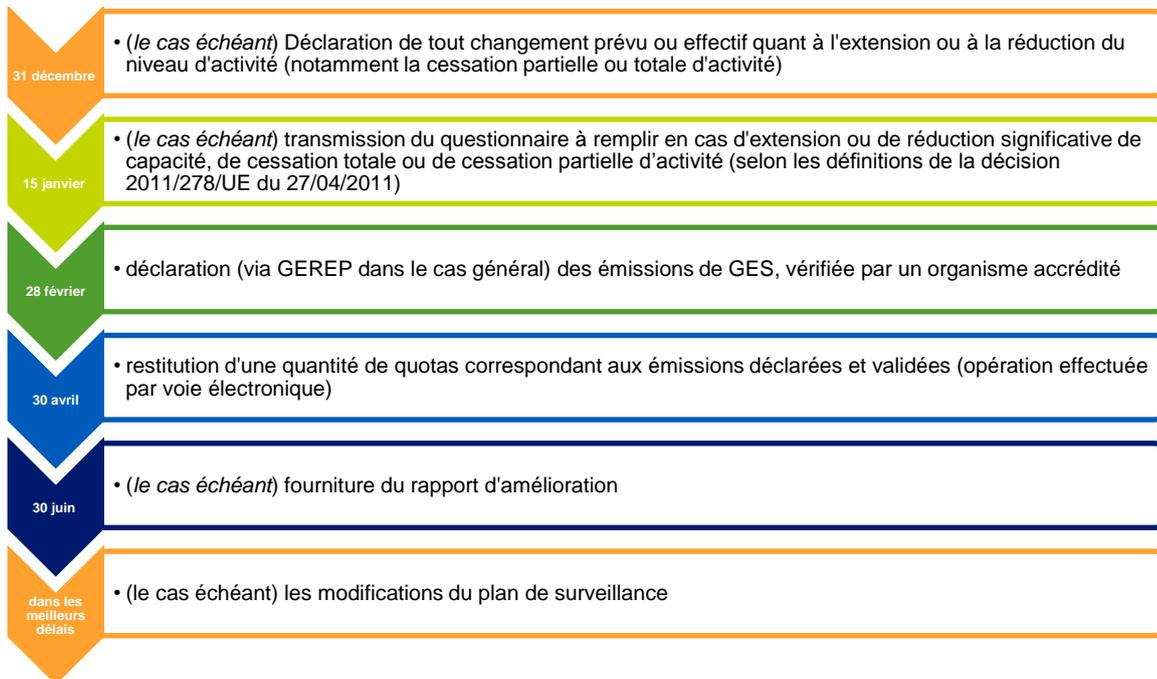 31 décembre
• (le cas échéant) Déclaration de tout changement prévu ou effectif quant à l'extension ou à la réduction du
niveau d'activité (notamment la cessation partielle ou totale d'activité)
15 janvier
• (le cas échéant) transmission du questionnaire à remplir en cas d'extension ou de réduction significative de
capacité, de cessation totale ou de cessation partielle d’activité (selon les définitions de la décision
2011/278/UE du 27/04/2011)
28 février
• déclaration (via GEREP dans le cas général) des émissions de GES, vérifiée par un organisme accrédité
30 avril
• restitution d'une quantité de quotas correspondant aux émissions déclarées et validées (opération effectuée
par voie électronique)
30 juin
• (le cas échéant) fourniture du rapport d'amélioration
dans les
meilleurs
délais
• (le cas échéant) les modifications du plan de surveillance